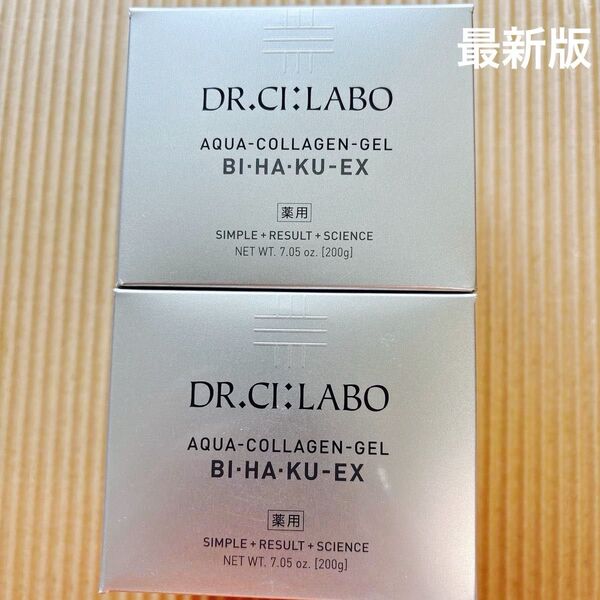 最新版
DR.CI:LABO
AQUA-COLLAGEN-GEL
BI・HA・KU-EX
薬用
SIMPLE+RESULT+SCIENCE
NET WT. 7.05 oz. [200g]
DR.CI:LABO
AQUA-COLLAGEN-GEL
BI・HA・KU-EX
薬用
SIMPLE+RESULT+SCIENCE
NET WT. 7.05 oz. [200g]